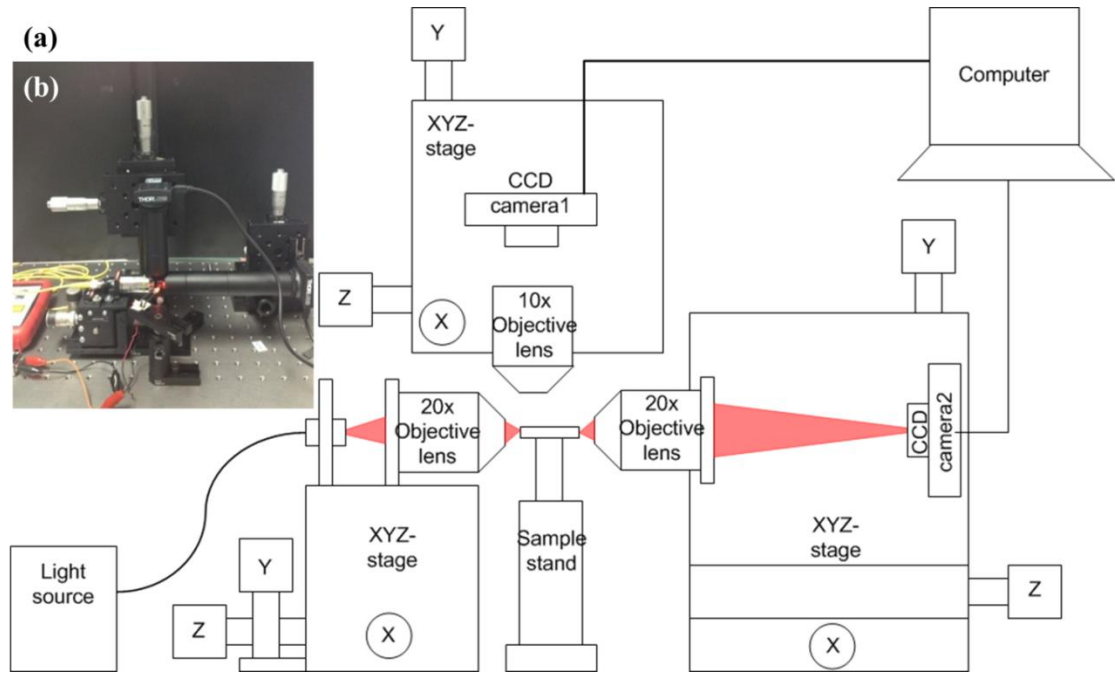 (a)
(b)
Y
XYZ-
stage
CCD
camera1
Computer
Z
X
10x
Objective
lens
Y
20x
Objective
lens
20x
Objective
lens
CCD
camera2
Light
source
Y
Z
XYZ-
stage
X
Sample
stand
XYZ-
stage
Z
X